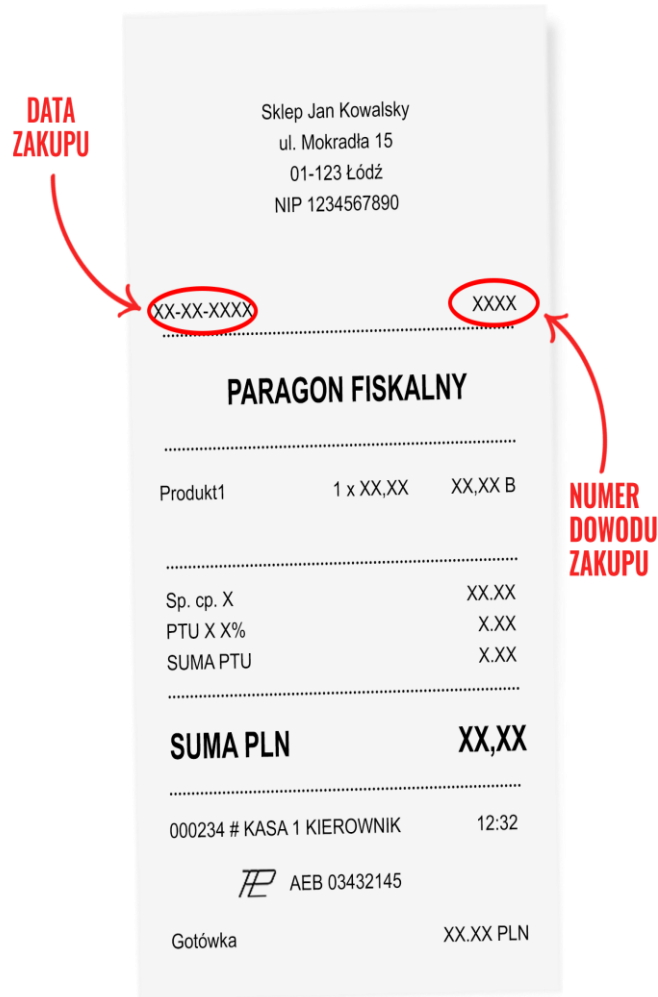 DATA
ZAKUPU
Sklep Jan Kowalsky
ul. Mokradła 15
01-123 Łódź
NIP 1234567890
XX-XX-XXXX XXXX
PARAGON FISKALNY
Produkt1 1 x XX,XX XX,XX B
NUMER
DOWODU
ZAKUPU
Sp. cp. X XX.XX
PTU X X% X.XX
SUMA PTU X.XX
SUMA PLN XX,XX
000234 # KASA 1 KIEROWNIK 12:32
AEB 03432145
Gotówka XX.XX PLN